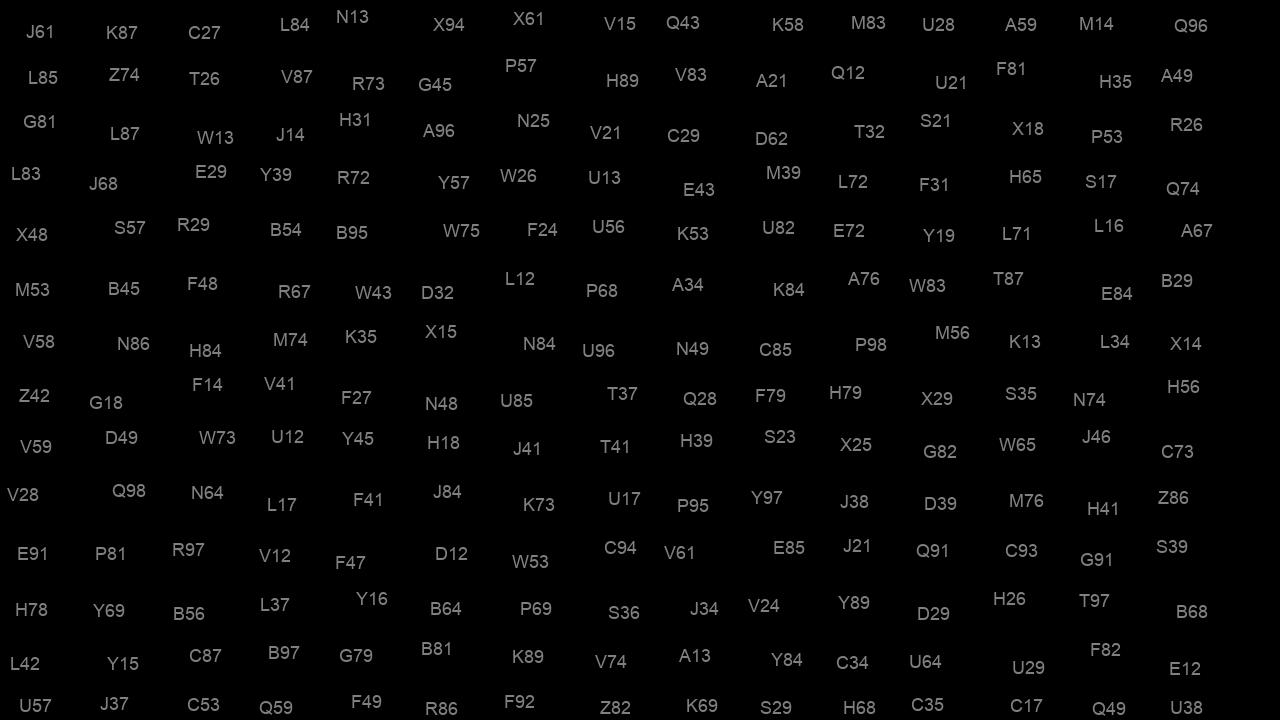 J61 K87 C27 L84 N13 X94 X61 V15 Q43 K58 M83 U28 A59 M14 Q96
L85 Z74 T26 V87 R73 G45 P57 H89 V83 A21 Q12 U21 F81 H35 A49
G81 L87 W13 J14 H31 A96 N25 V21 C29 D62 T32 S21 X18 P53 R26
L83 J68 E29 Y39 R72 Y57 W26 U13 E43 M39 L72 F31 H65 S17 Q74
X48 S57 R29 B54 B95 W75 F24 U56 K53 U82 E72 Y19 L71 L16 A67
M53 B45 F48 R67 W43 D32 L12 P68 A34 K84 A76 W83 T87 E84 B29
V58 N86 H84 M74 K35 X15 N84 U96 N49 C85 P98 M56 K13 L34 X14
Z42 G18 F14 V41 F27 N48 U85 T37 Q28 F79 H79 X29 S35 N74 H56
V59 D49 W73 U12 Y45 H18 J41 T41 H39 S23 X25 G82 W65 J46 C73
V28 Q98 N64 L17 F41 J84 K73 U17 P95 Y97 J38 D39 M76 H41 Z86
E91 P81 R97 V12 F47 D12 W53 C94 V61 E85 J21 Q91 C93 G91 S39
H78 Y69 B56 L37 Y16 B64 P69 S36 J34 V24 Y89 D29 H26 T97 B68
L42 Y15 C87 B97 G79 B81 K89 V74 A13 Y84 C34 U64 U29 F82 E12
U57 J37 C53 Q59 F49 R86 F92 Z82 K69 S29 H68 C35 C17 Q49 U38